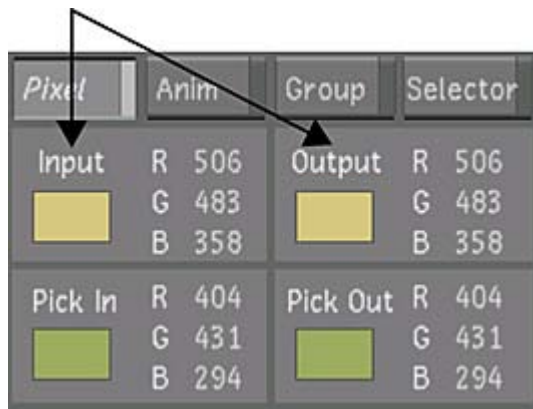 Pixel Anim Group Selector
Input R 506 Output R 506
G 483 G 483
B 358 B 358
Pick In R 404 Pick Out R 404
G 431 G 431
B 294 B 294